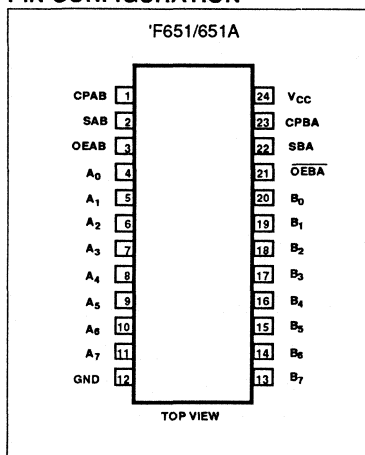 PIN CONFIGURATION
'F651/651A
CPAB 1 24 VCC
SAB 2 23 CPBA
OEAB 3 22 SBA
A0 4 21 OEBA
A1 5 20 B0
A2 6 19 B1
A3 7 18 B2
A4 8 17 B3
A5 9 16 B4
A6 10 15 B5
A7 11 14 B6
GND 12 13 B7
TOP VIEW